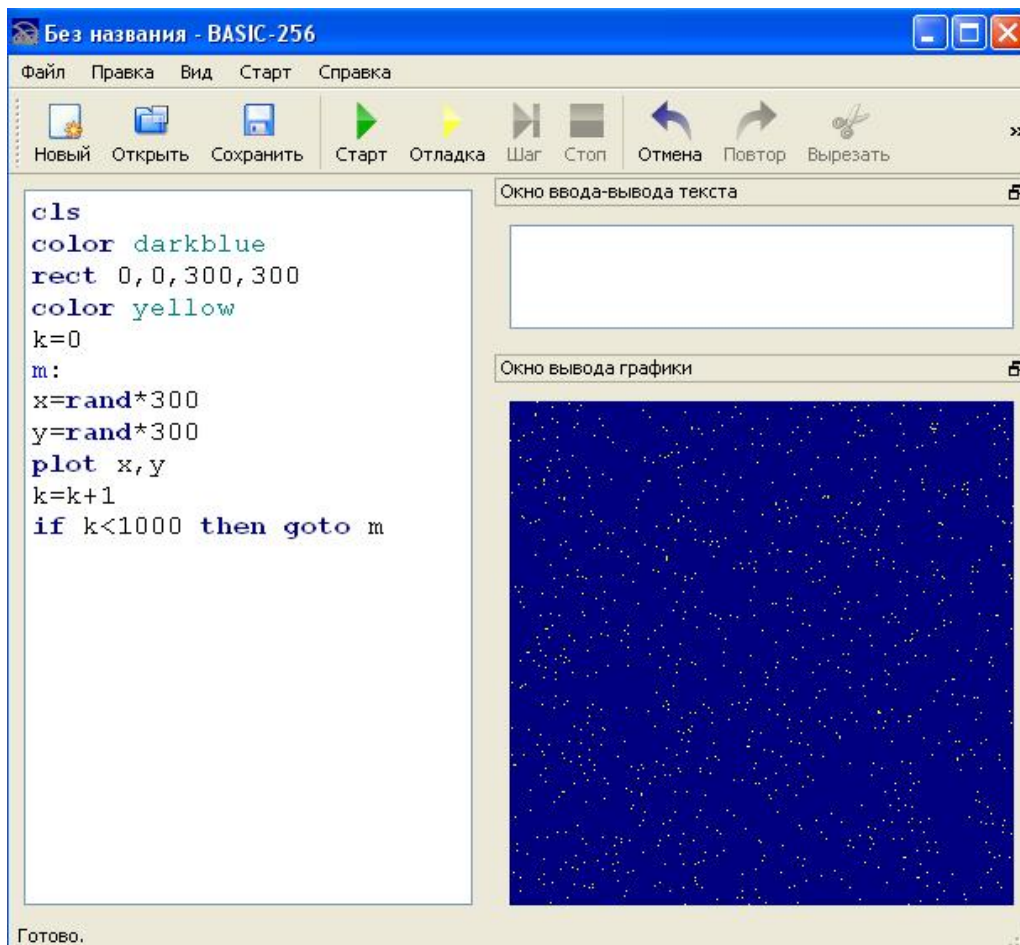 Без названия - BASIC-256
Файл Правка Вид Старт Справка
Новый Открыть Сохранить Старт Отладка Шаг Стоп Отмена Повтор Вырезать »
cls
color darkblue
rect 0,0,300,300
color yellow
k=0
m:
x=rand*300
y=rand*300
plot x,y
k=k+1
if k<1000 then goto m
Окно ввода-вывода текста
Окно вывода графики
Готово.